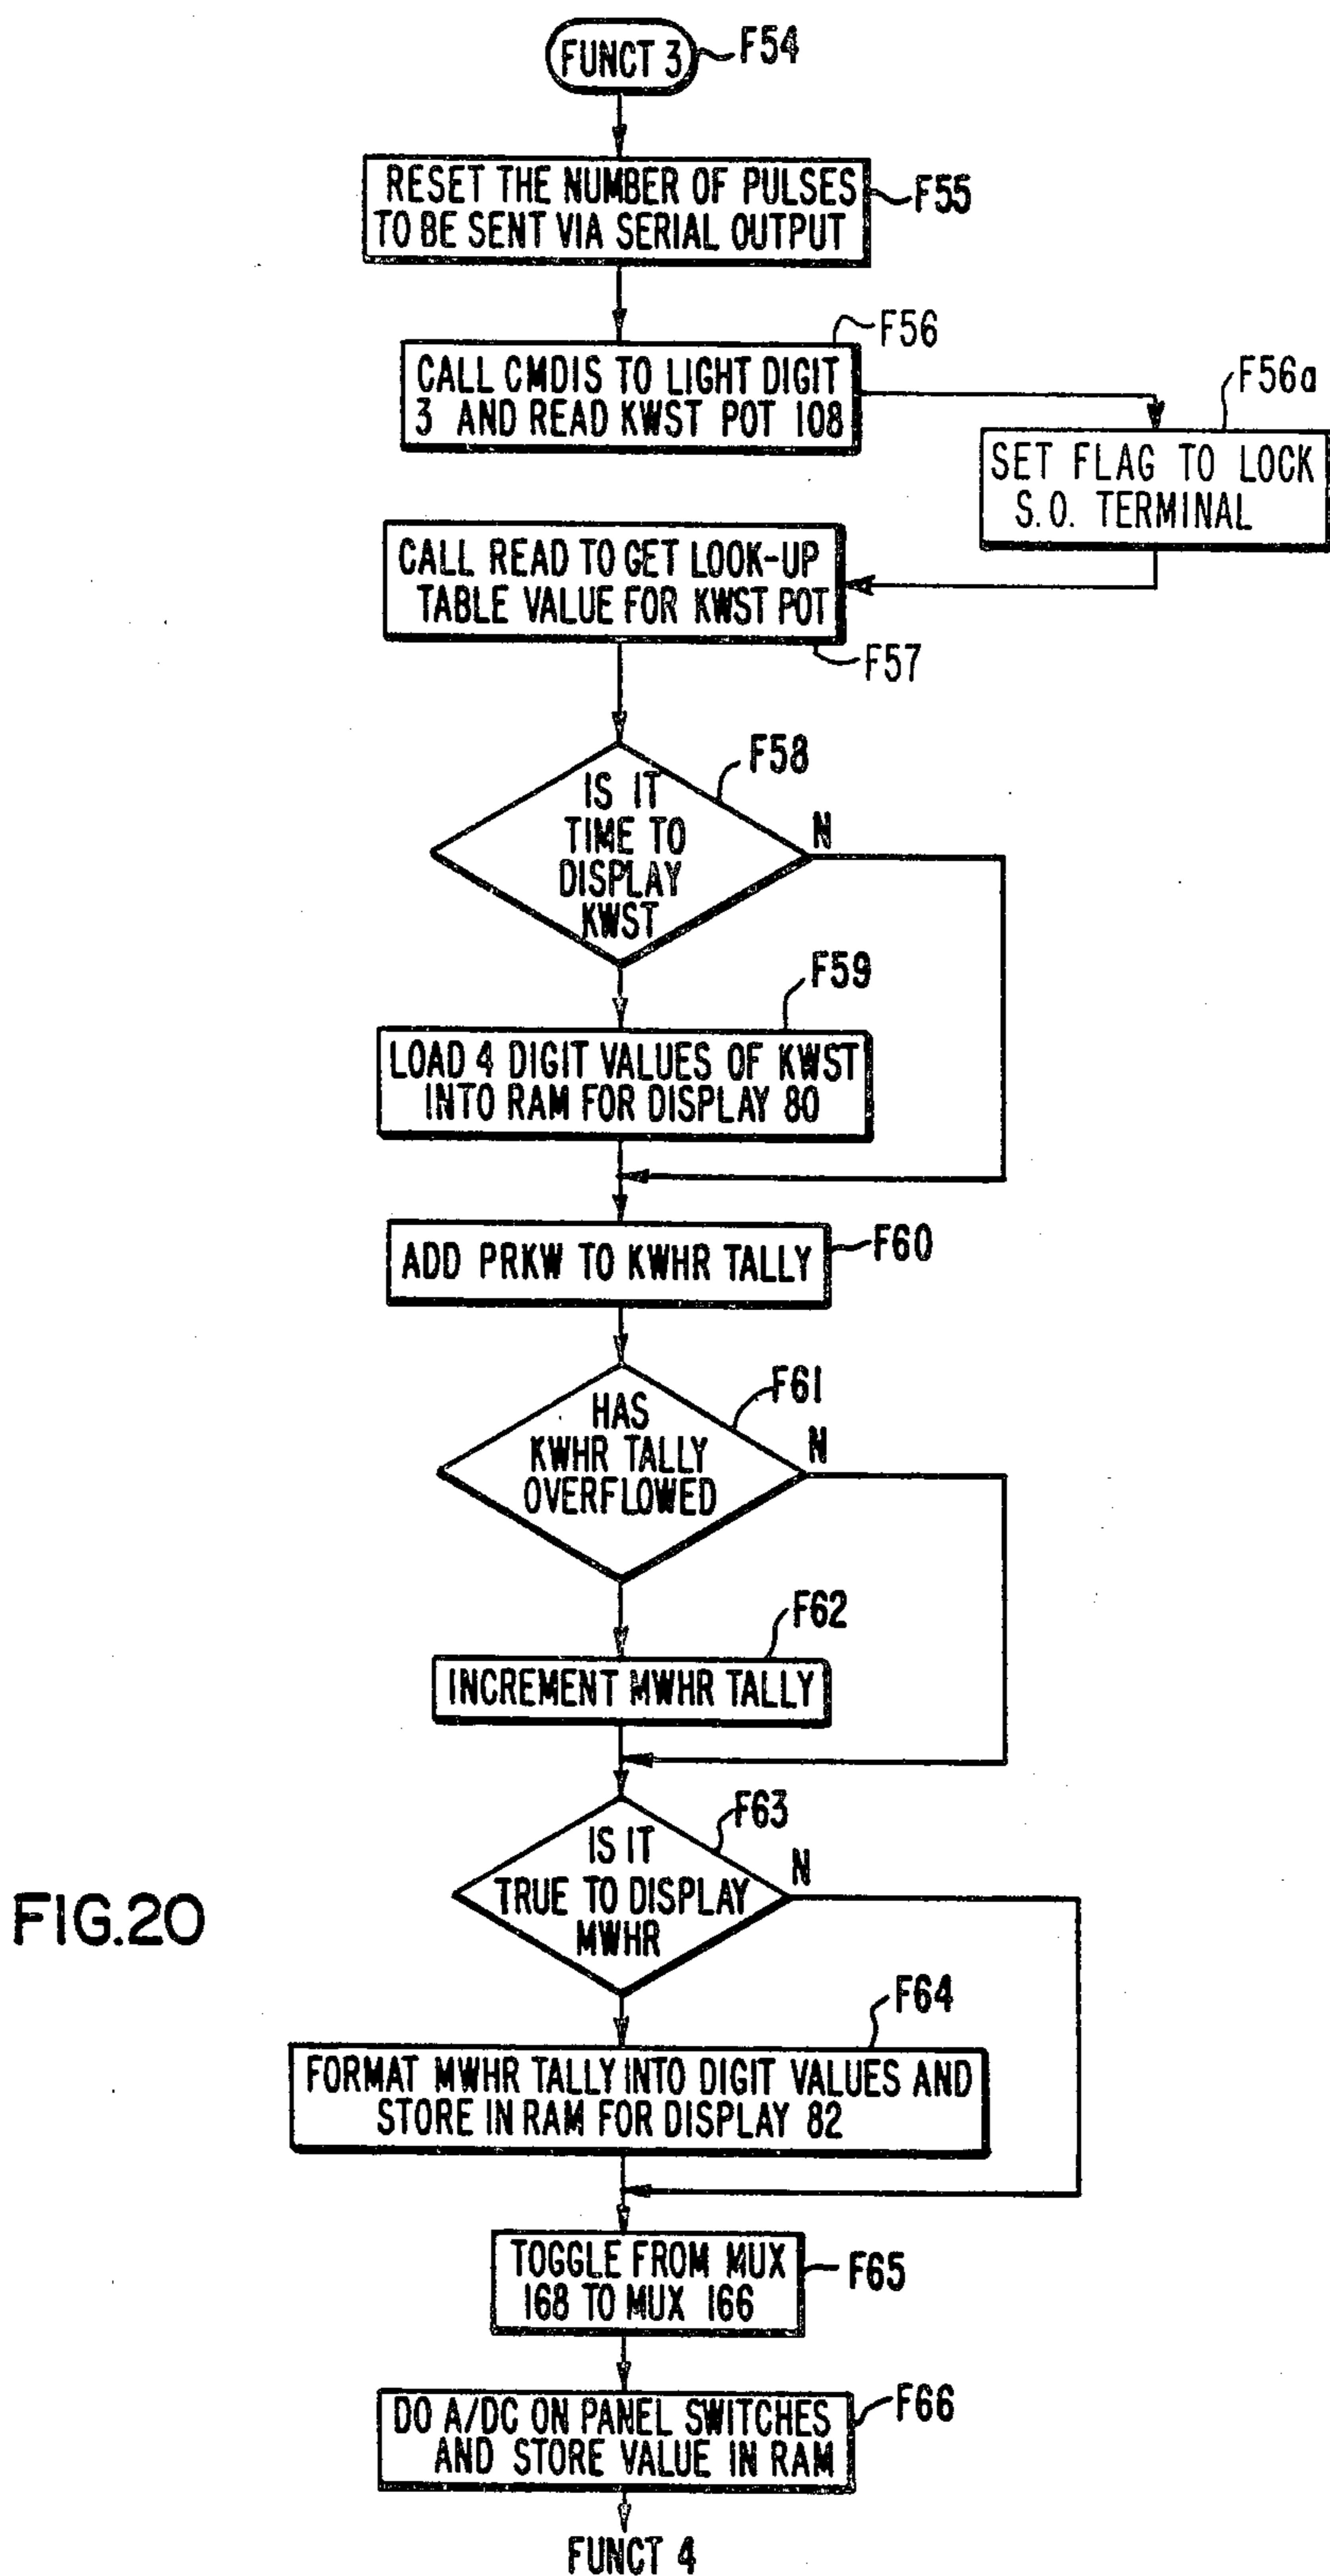 FUNCT 3
F54
RESET THE NUMBER OF PULSES
TO BE SENT VIA SERIAL OUTPUT
F55
F56
CALL CMDIS TO LIGHT DIGIT
3 AND READ KWST POT 108
F56a
SET FLAG TO LOCK
S.O. TERMINAL
CALL READ TO GET LOOK-UP
TABLE VALUE FOR KWST POT
F57
F58
IS IT
TIME TO
DISPLAY
KWST
N
F59
LOAD 4 DIGIT VALUES OF KWST
INTO RAM FOR DISPLAY 80
ADD PRKW TO KWHR TALLY
F60
F61
HAS
KWHR TALLY
OVERFLOWED
N
F62
INCREMENT MWHR TALLY
F63
IS IT
TRUE TO DISPLAY
MWHR
N
FIG.20
F64
FORMAT MWHR TALLY INTO DIGIT VALUES AND
STORE IN RAM FOR DISPLAY 82
TOGGLE FROM MUX
168 TO MUX 166
F65
DO A/DC ON PANEL SWITCHES
AND STORE VALUE IN RAM
F66
FUNCT 4